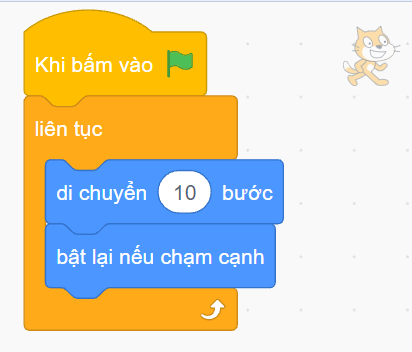 Khi bấm vào
liên tục
di chuyển 10 bước
bật lại nếu chạm cạnh